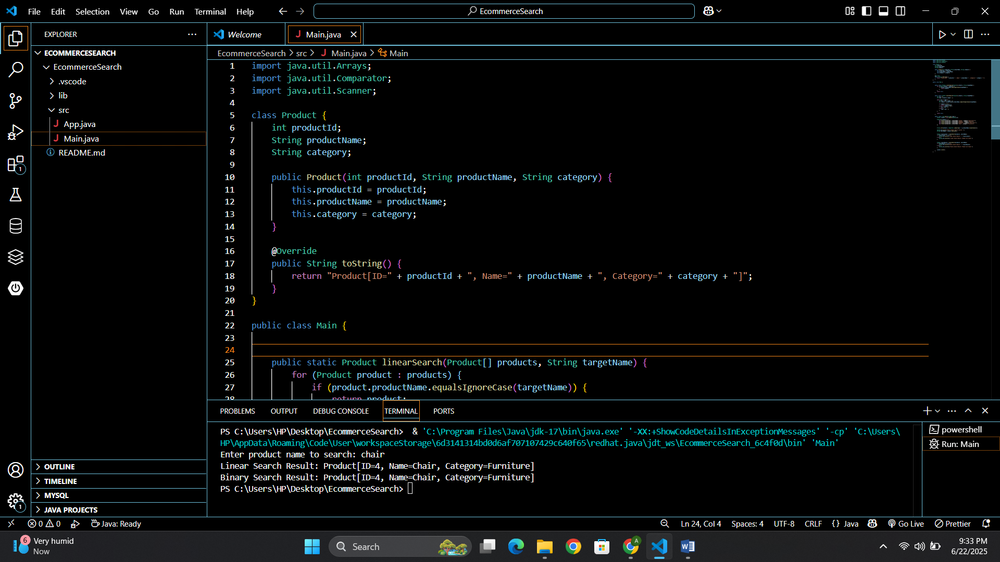 File Edit Selection View Go Run Terminal Help
EcommerceSearch
EXPLORER
ECOMMERCESEARCH
EcommerceSearch
.vscode
lib
src
J App.java
J Main.java
README.md
OUTLINE
TIMELINE
MYSQL
JAVA PROJECTS
1
1
Welcome
J Main.java
EcommerceSearch > src > J Main.java > Main
1 import java.util.Arrays;
2 import java.util.Comparator;
3 import java.util.Scanner;
4
5 class Product {
6 int productId;
7 String productName;
8 String category;
9
10 public Product(int productId, String productName, String category) {
11 this.productId = productId;
12 this.productName = productName;
13 this.category = category;
14 }
15
16 @Override
17 public String toString() {
18 return "Product[ID=" + productId + ", Name=" + productName + ", Category=" + category + "]";
19 }
20 }
21
22 public class Main {
23
24
25 public static Product linearSearch(Product[] products, String targetName) {
26 for (Product product : products) {
27 if (product.productName.equalsIgnoreCase(targetName)) {
28 return product;
PROBLEMS OUTPUT DEBUG CONSOLE TERMINAL PORTS
PS C:\Users\HP\Desktop\EcommerceSearch> & 'C:\Program Files\Java\jdk-17\bin\java.exe' '-XX:+ShowCodeDetailsInExceptionMessages' '-cp' 'C:\Users\
HP\AppData\Roaming\Code\User\workspaceStorage\6d3141314bd0d6af707107429c640f65\redhat.java\jdt_ws\EcommerceSearch_6c4f0d\bin' 'Main'
Enter product name to search: chair
Linear Search Result: Product[ID=4, Name=Chair, Category=Furniture]
Binary Search Result: Product[ID=4, Name=Chair, Category=Furniture]
PS C:\Users\HP\Desktop\EcommerceSearch>
powershell
Run: Main
0 0 Java: Ready
Ln 24, Col 4 Spaces: 4 UTF-8 CRLF {} Java Go Live Prettier
6 Very humid
Now
Search
A
9:33 PM
6/22/2025